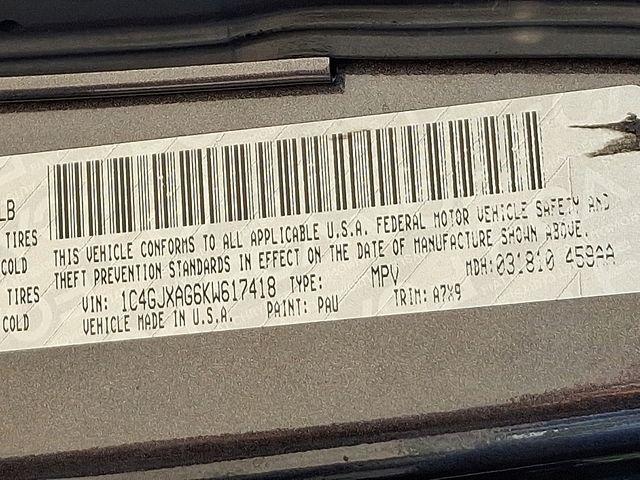 LB
TIRES
COLD
TIRES
COLD
THIS VEHICLE CONFORMS TO ALL APPLICABLE U.S.A. FEDERAL MOTOR VEHICLE SAFETY AND
THEFT PREVENTION STANDARDS IN EFFECT ON THE DATE OF MANUFACTURE SHOWN ABOVE.
VIN: 1C4GJXAG6KW617418 TYPE: MPV MDH:031810 459AA
VEHICLE MADE IN U.S.A. PAINT: PAU TRIM: A7X9